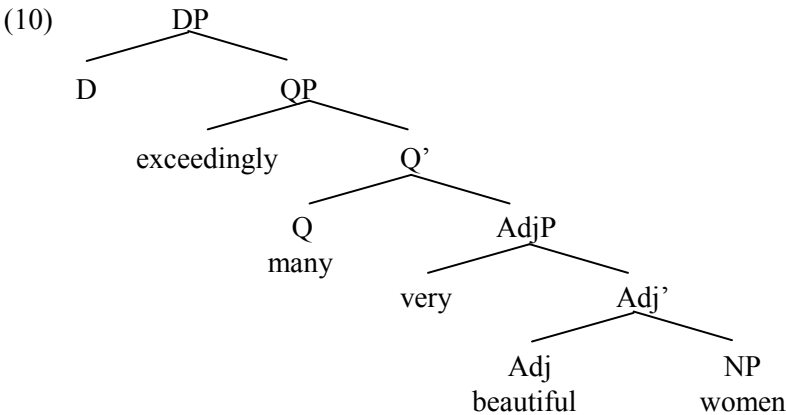 (10) DP
D QP
exceedingly Q’
Q AdjP
many
very Adj’
Adj NP
beautiful women